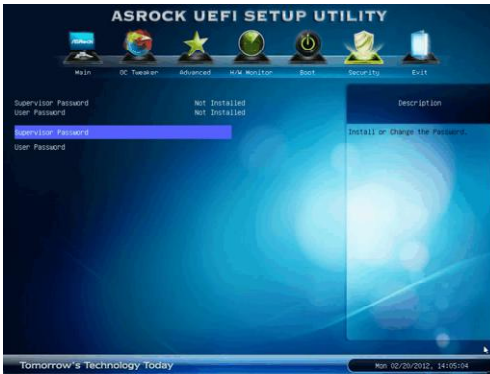 ASROCK UEFI SETUP UTILITY
ASRock
Main OC Tweaker Advanced H/W Monitor Boot Security Exit
Supervisor Password Not Installed
User Password Not Installed
Supervisor Password
User Password
Description
Install or Change the Password.
Tomorrow's Technology Today
Mon 02/20/2012, 14:05:04